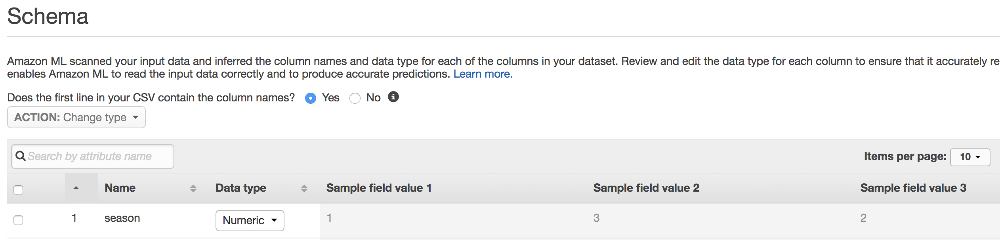 Schema
Amazon ML scanned your input data and inferred the column names and data type for each of the columns in your dataset. Review and edit the data type for each column to ensure that it accurately re
enables Amazon ML to read the input data correctly and to produce accurate predictions. Learn more.
Does the first line in your CSV contain the column names? Yes No
ACTION: Change type
Search by attribute name Items per page: 10
Name Data type Sample field value 1 Sample field value 2 Sample field value 3
1 season Numeric 1 3 2